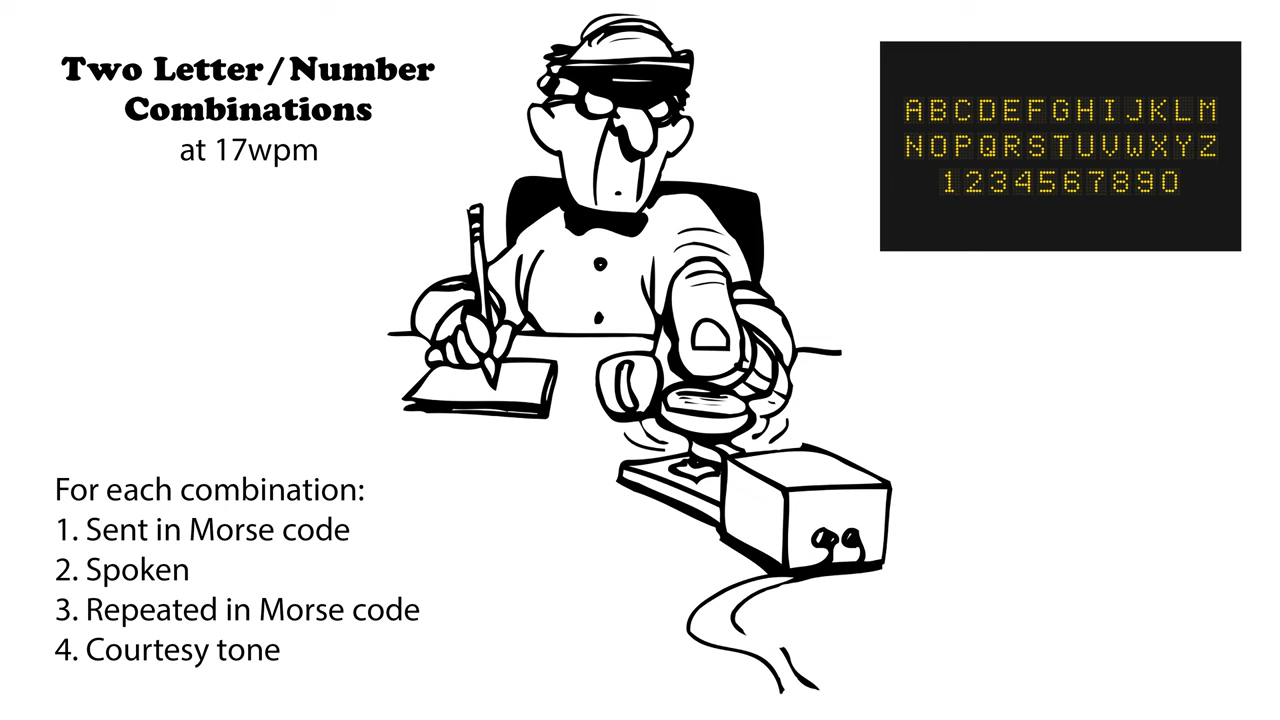 Two Letter/Number
Combinations
at 17wpm
ABCDEFGHIJKLM
NOPQRSTUVWXYZ
1234567890
For each combination:
1. Sent in Morse code
2. Spoken
3. Repeated in Morse code
4. Courtesy tone